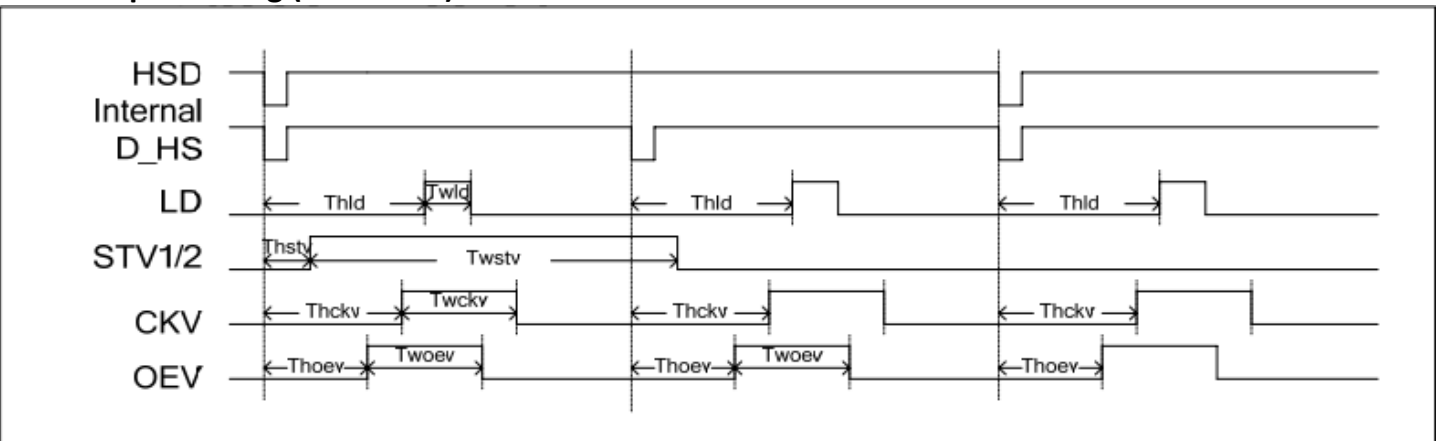 HSD
Internal
D_HS
LD Thld Twld Thld Thld
STV1/2 Thstv Twstv
CKV Thckv Twckv Thckv Thckv
OEV Thoev Twoev Thoev Twoev Thoev